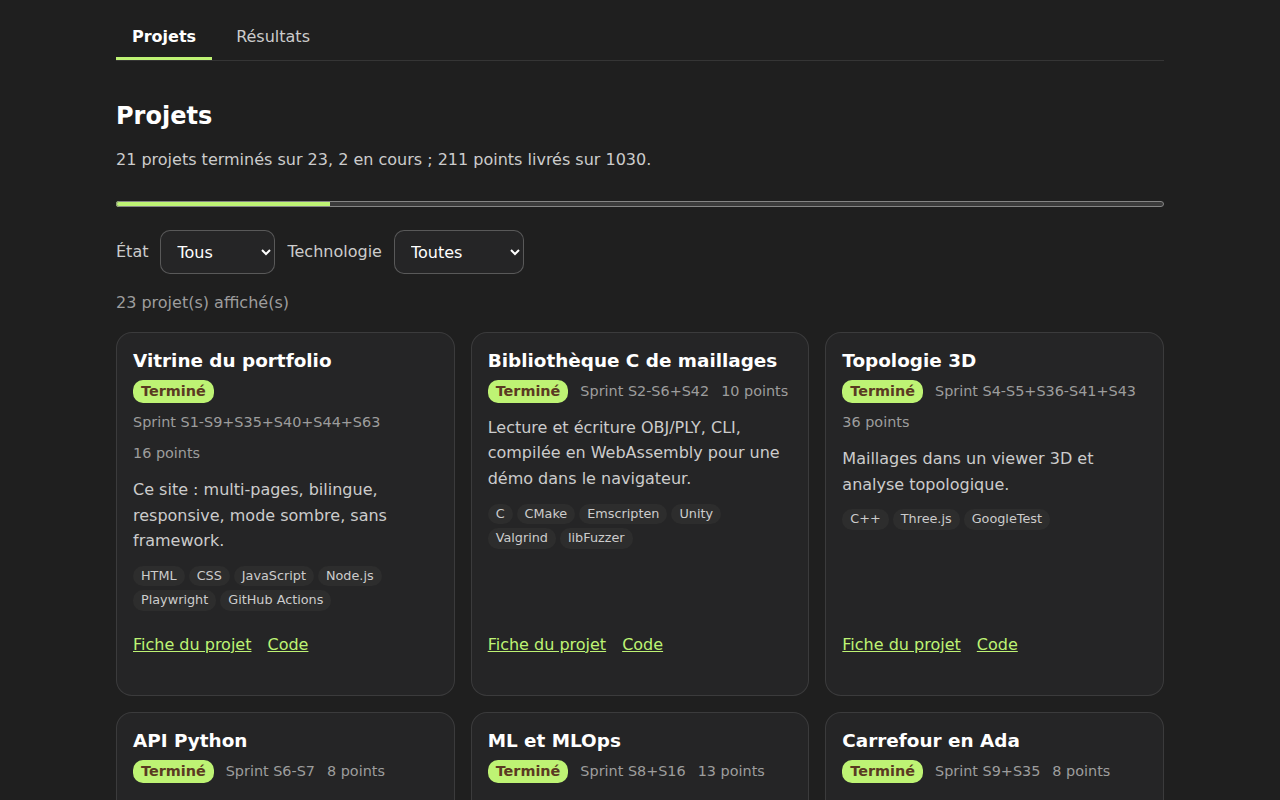 Projets Résultats
Projets
21 projets terminés sur 23, 2 en cours ; 211 points livrés sur 1030.
État Tous Technologie Toutes
23 projet(s) affiché(s)
Vitrine du portfolio
Terminé
Sprint S1-S9+S35+S40+S44+S63
16 points
Ce site : multi-pages, bilingue,
responsive, mode sombre, sans
framework.
HTML CSS JavaScript Node.js
Playwright GitHub Actions
Fiche du projet Code
Bibliothèque C de maillages
Terminé Sprint S2-S6+S42 10 points
Lecture et écriture OBJ/PLY, CLI,
compilée en WebAssembly pour une
démo dans le navigateur.
C CMake Emscripten Unity
Valgrind libFuzzer
Fiche du projet Code
Topologie 3D
Terminé Sprint S4-S5+S36-S41+S43
36 points
Maillages dans un viewer 3D et
analyse topologique.
C++ Three.js GoogleTest
Fiche du projet Code
API Python
Terminé Sprint S6-S7 8 points
ML et MLOps
Terminé Sprint S8+S16 13 points
Carrefour en Ada
Terminé Sprint S9+S35 8 points